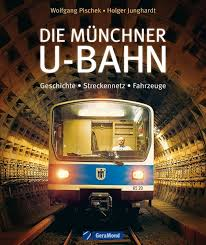 Wolfgang Pischek • Holger Junghardt
DIE MÜNCHNER
U-BAHN
Geschichte • Streckennetz • Fahrzeuge
GeraMond